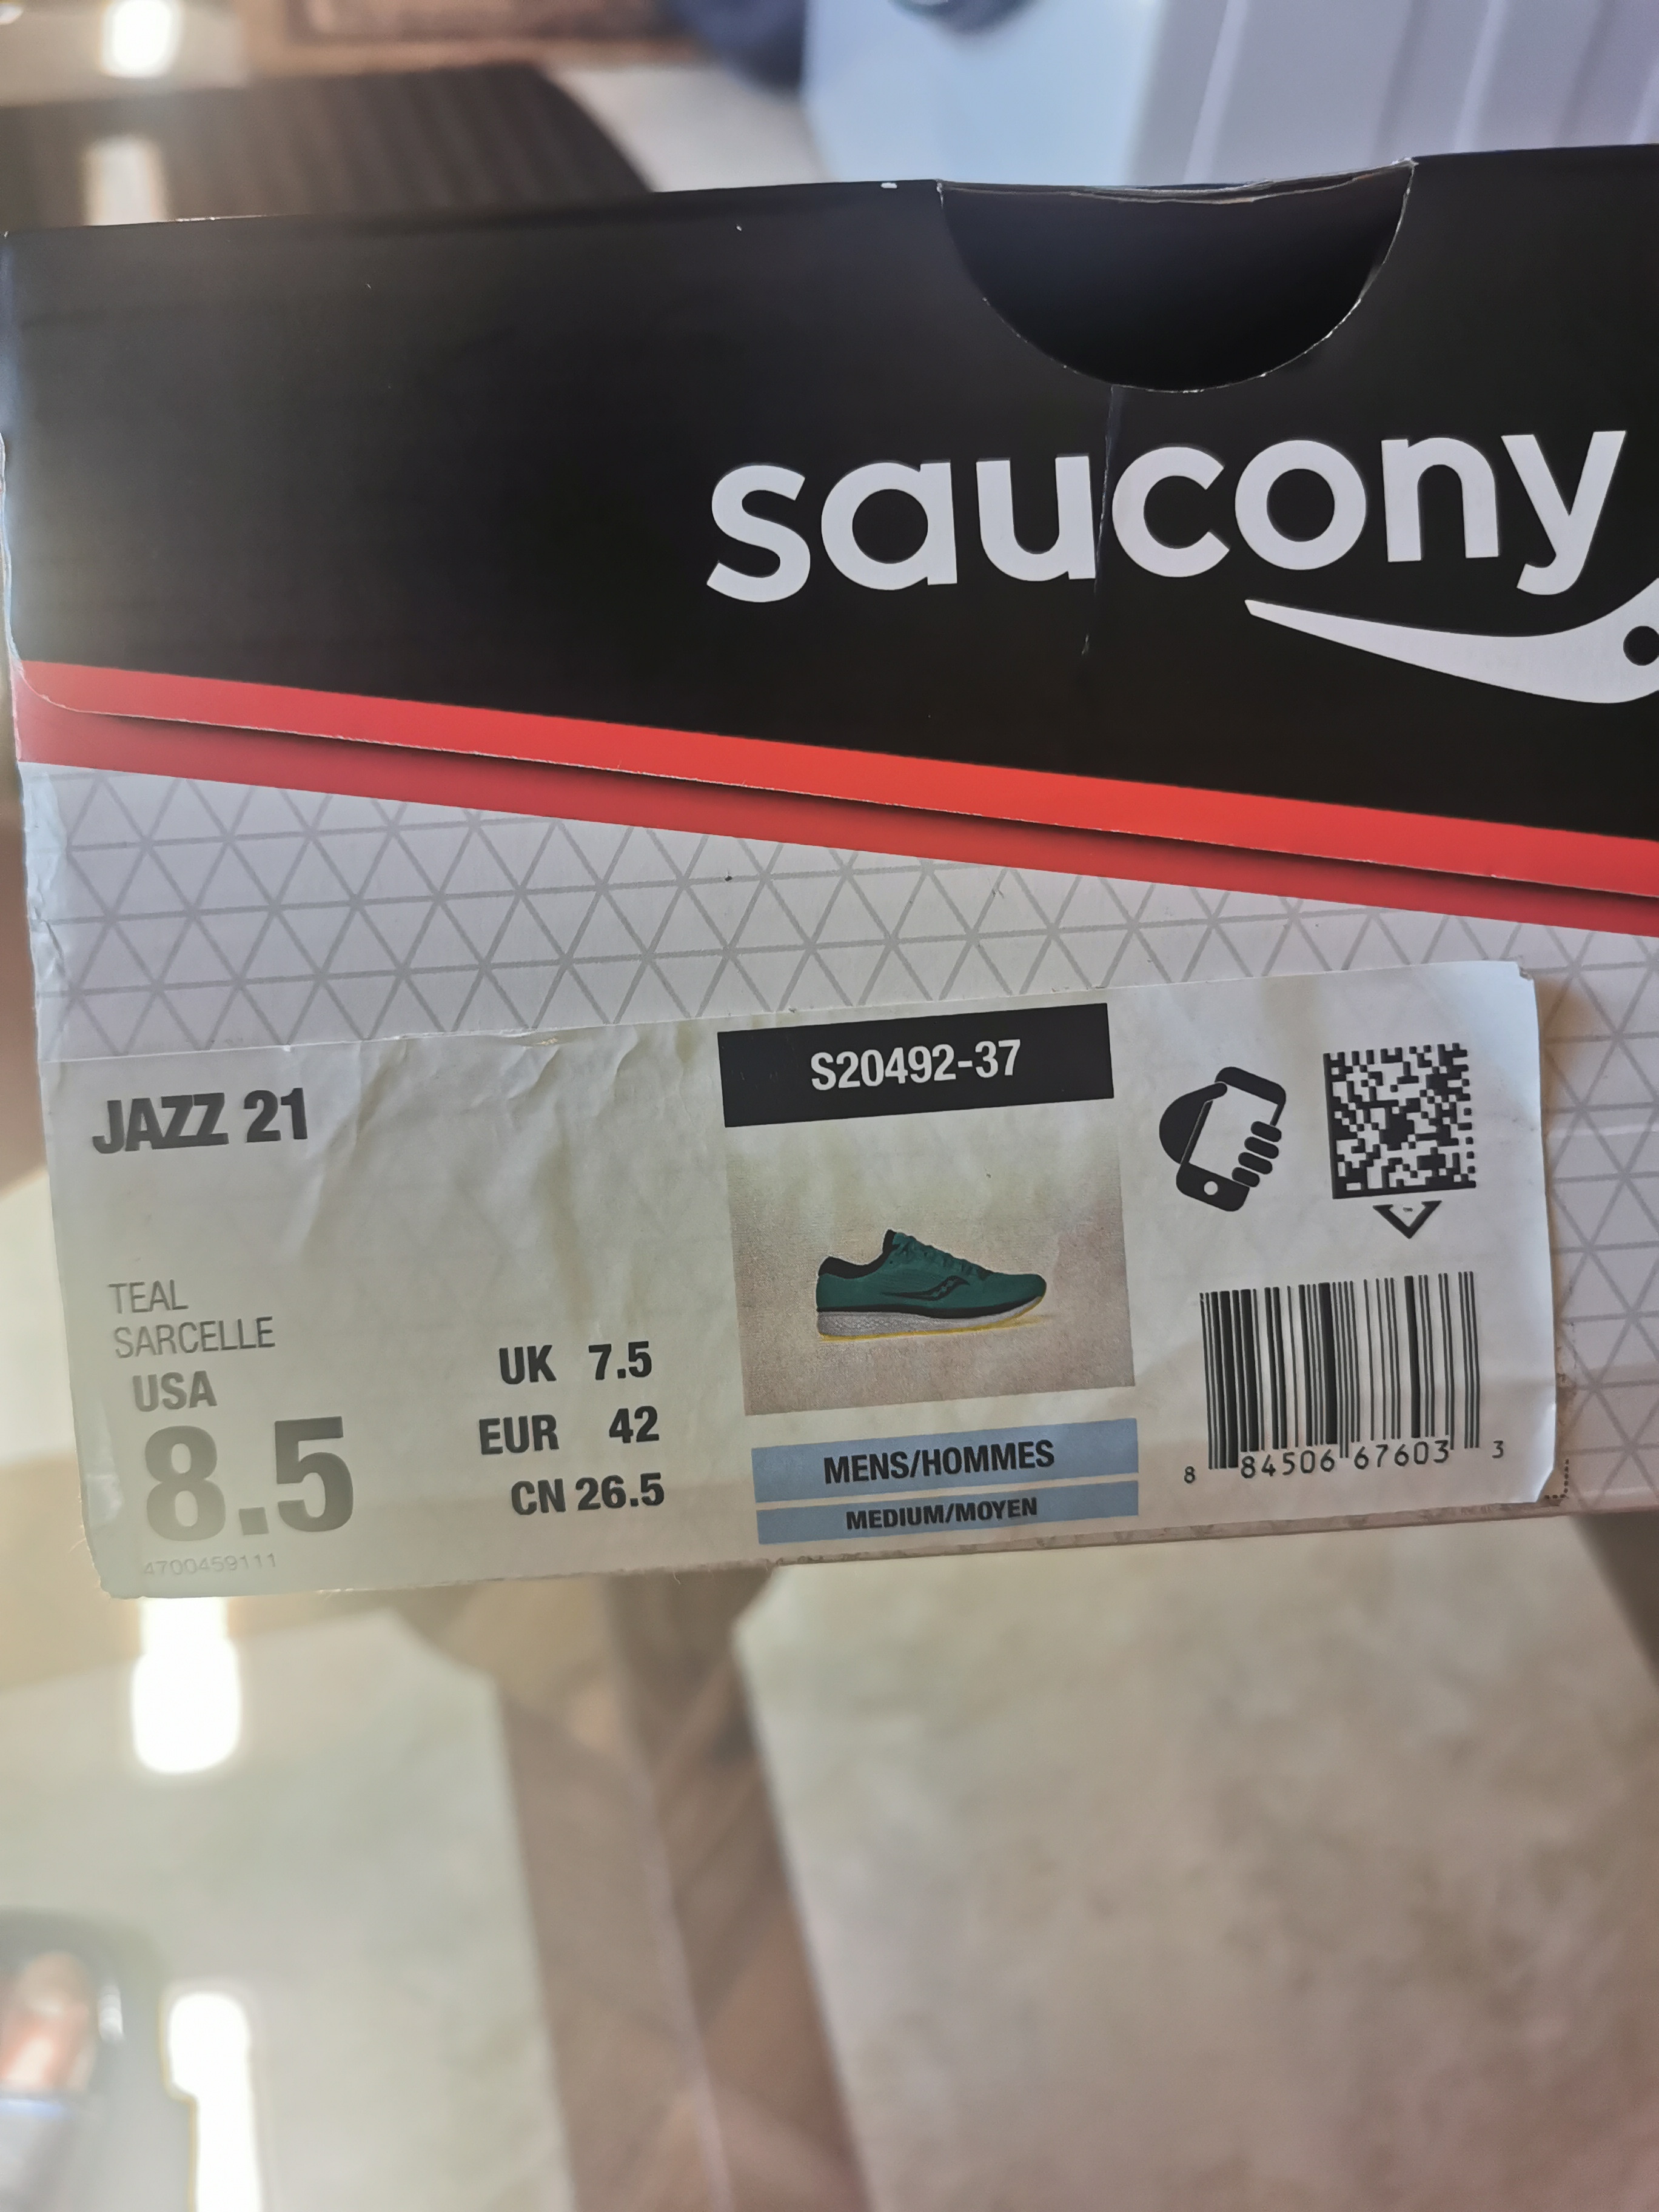 saucony
JAZZ 21
S20492-37
TEAL
SARCELLE
USA
8.5
4700459111
UK 7.5
EUR 42
CN 26.5
MENS/HOMMES
MEDIUM/MOYEN
8 84506 67603 3